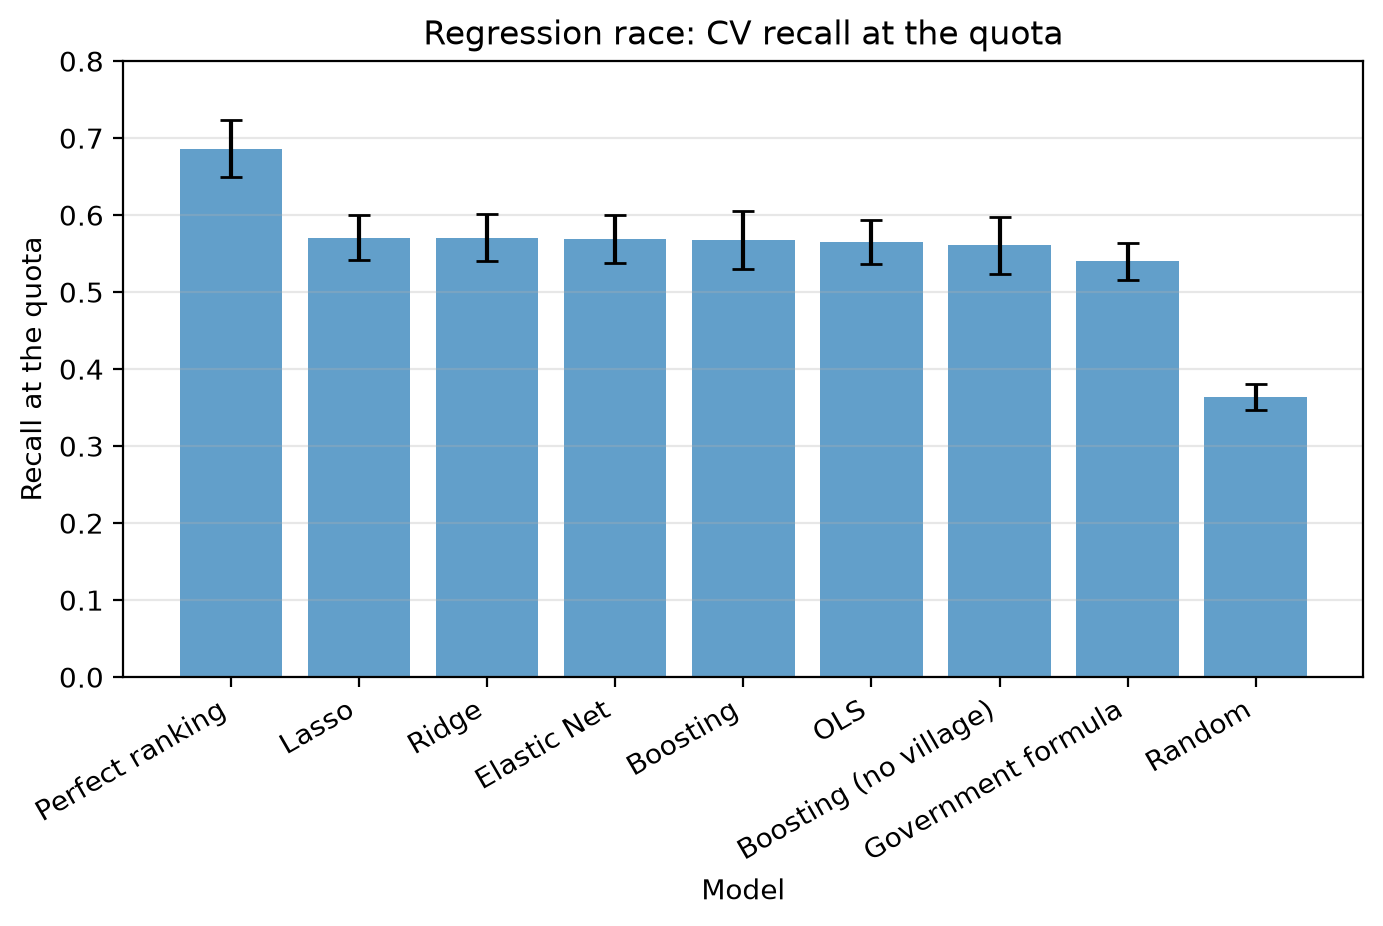 Regression race: CV recall at the quota
Recall at the quota
0.8
0.7
0.6
0.5
0.4
0.3
0.2
0.1
0.0
Perfect ranking
Lasso
Ridge
Elastic Net
Boosting
OLS
Boosting (no village)
Government formula
Random
Model